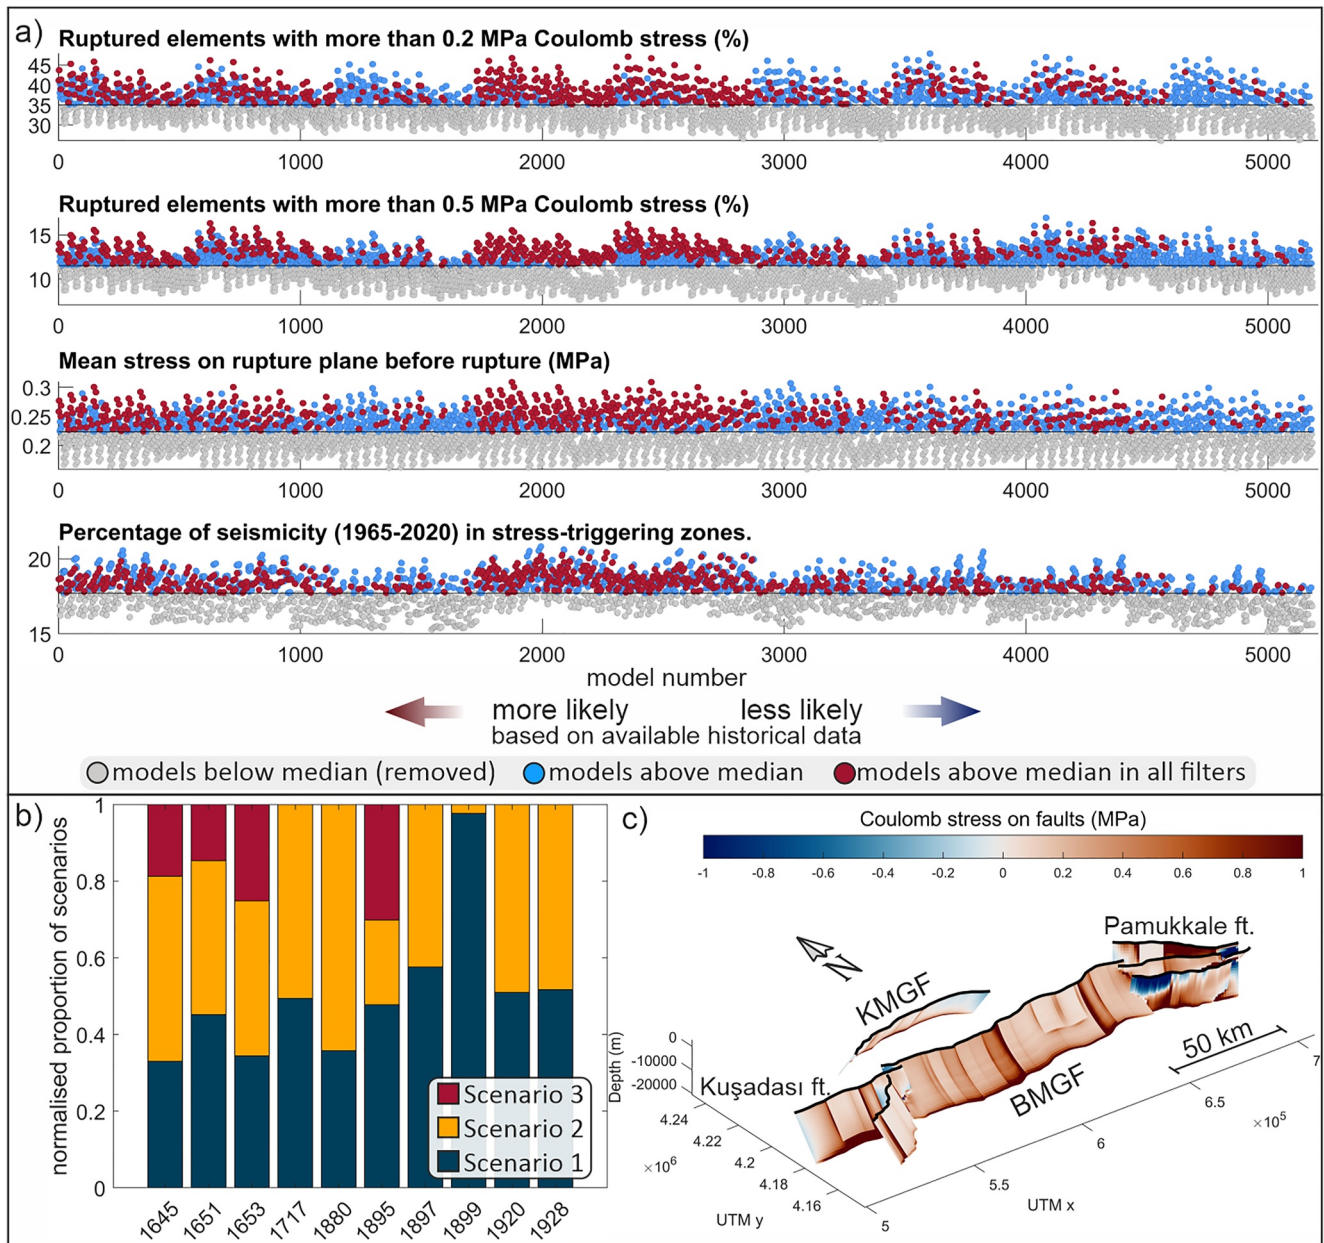 a)
Ruptured elements with more than 0.2 MPa Coulomb stress (%)
45
40
35
30
0 1000 2000 3000 4000 5000
Ruptured elements with more than 0.5 MPa Coulomb stress (%)
15
10
0 1000 2000 3000 4000 5000
Mean stress on rupture plane before rupture (MPa)
0.3
0.25
0.2
0 1000 2000 3000 4000 5000
Percentage of seismicity (1965-2020) in stress-triggering zones.
20
15
0 1000 2000 3000 4000 5000
model number
more likely less likely
based on available historical data
models below median (removed) models above median models above median in all filters
b)
normalised proportion of scenarios
1
0.8
0.6
0.4
0.2
0
Scenario 3
Scenario 2
Scenario 1
1645 1651 1653 1717 1880 1895 1897 1899 1920 1928
c)
Coulomb stress on faults (MPa)
-1 -0.8 -0.6 -0.4 -0.2 0 0.2 0.4 0.6 0.8 1
Pamukkale ft.
N
KMGF
50 km
Kuşadası ft.
BMGF
Depth (m)
0
-10000
-20000
4.24
4.22
4.2
4.18
4.16
×10⁶
UTM y
5
5.5
6
6.5
7
×10⁵
UTM x